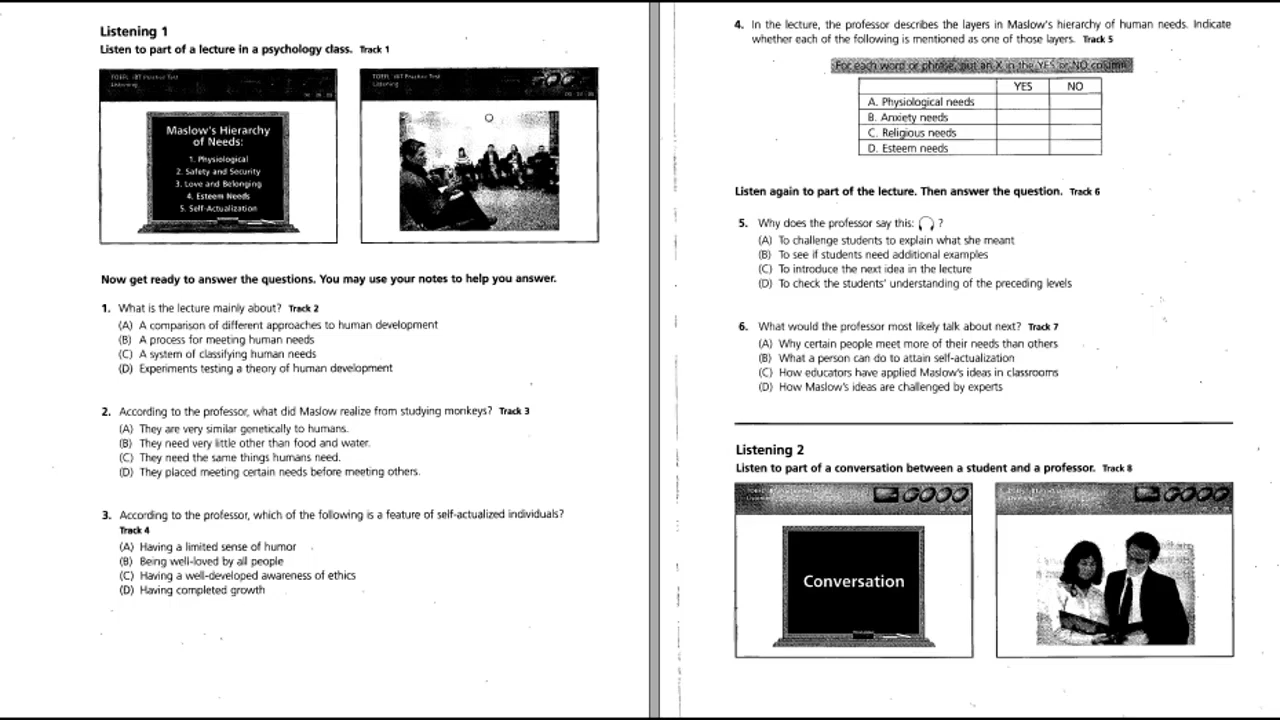 Listening 1
Listen to part of a lecture in a psychology class. Track 1
TOEFL iBT Practice Test
Listening
Maslow's Hierarchy
of Needs:
1. Physiological
2. Safety and Security
3. Love and Belonging
4. Esteem Needs
5. Self-Actualization
TOEFL iBT Practice Test
Listening
Now get ready to answer the questions. You may use your notes to help you answer.
1. What is the lecture mainly about? Track 2
(A) A comparison of different approaches to human development
(B) A process for meeting human needs
(C) A system of classifying human needs
(D) Experiments testing a theory of human development
2. According to the professor, what did Maslow realize from studying monkeys? Track 3
(A) They are very similar genetically to humans.
(B) They need very little other than food and water.
(C) They need the same things humans need.
(D) They placed meeting certain needs before meeting others.
3. According to the professor, which of the following is a feature of self-actualized individuals?
Track 4
(A) Having a limited sense of humor
(B) Being well-loved by all people
(C) Having a well-developed awareness of ethics
(D) Having completed growth
4. In the lecture, the professor describes the layers in Maslow's hierarchy of human needs. Indicate
whether each of the following is mentioned as one of those layers. Track 5
For each word or phrase, put an X in the YES or NO column.
YES NO
A. Physiological needs
B. Anxiety needs
C. Religious needs
D. Esteem needs
Listen again to part of the lecture. Then answer the question. Track 6
5. Why does the professor say this: ?
(A) To challenge students to explain what she meant
(B) To see if students need additional examples
(C) To introduce the next idea in the lecture
(D) To check the students' understanding of the preceding levels
6. What would the professor most likely talk about next? Track 7
(A) Why certain people meet more of their needs than others
(B) What a person can do to attain self-actualization
(C) How educators have applied Maslow's ideas in classrooms
(D) How Maslow's ideas are challenged by experts
Listening 2
Listen to part of a conversation between a student and a professor. Track 8
Conversation